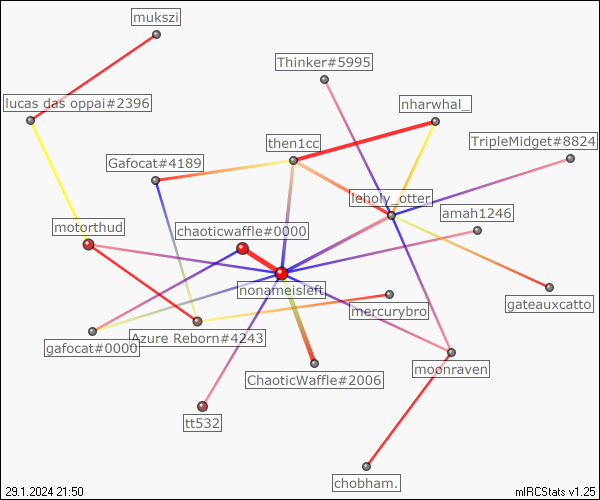 mukszi
Thinker#5995
lucas das oppai#2396
nharwhal_
then1cc
TripleMidget#8824
Gafocat#4189
leholy_otter
amah1246
motorthud
chaoticwaffle#0000
nonameisleft
mercurybro
gateauxcatto
gafocat#0000
Azure Reborn#4243
moonraven
ChaoticWaffle#2006
tt532
chobham.
29.1.2024 21:50
mIRCStats v1.25